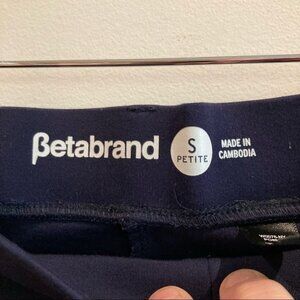 βetabrand
S
PETITE
MADE IN
CAMBODIA